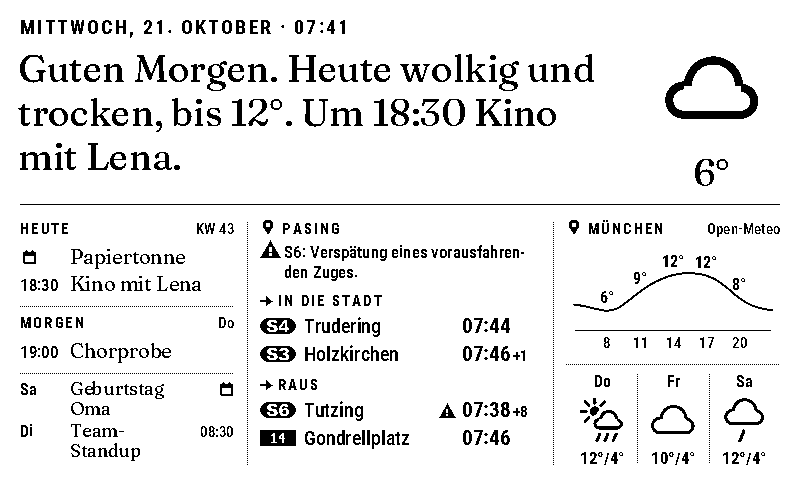 MITTWOCH, 21. OKTOBER · 07:41
Guten Morgen. Heute wolkig und
trocken, bis 12°. Um 18:30 Kino
mit Lena.
6°
HEUTE KW 43
Papiertonne
18:30 Kino mit Lena
MORGEN Do
19:00 Chorprobe
Sa Geburtstag
Oma
Di Team-
Standup 08:30
PASING
S6: Verspätung eines vorausfahren-
den Zuges.
→ IN DIE STADT
S4 Trudering 07:44
S3 Holzkirchen 07:46 +1
→ RAUS
S6 Tutzing 07:38 +8
14 Gondrellplatz 07:46
MÜNCHEN Open-Meteo
6° 9° 12° 12° 8°
8 11 14 17 20
Do Fr Sa
12°/4° 10°/4° 12°/4°